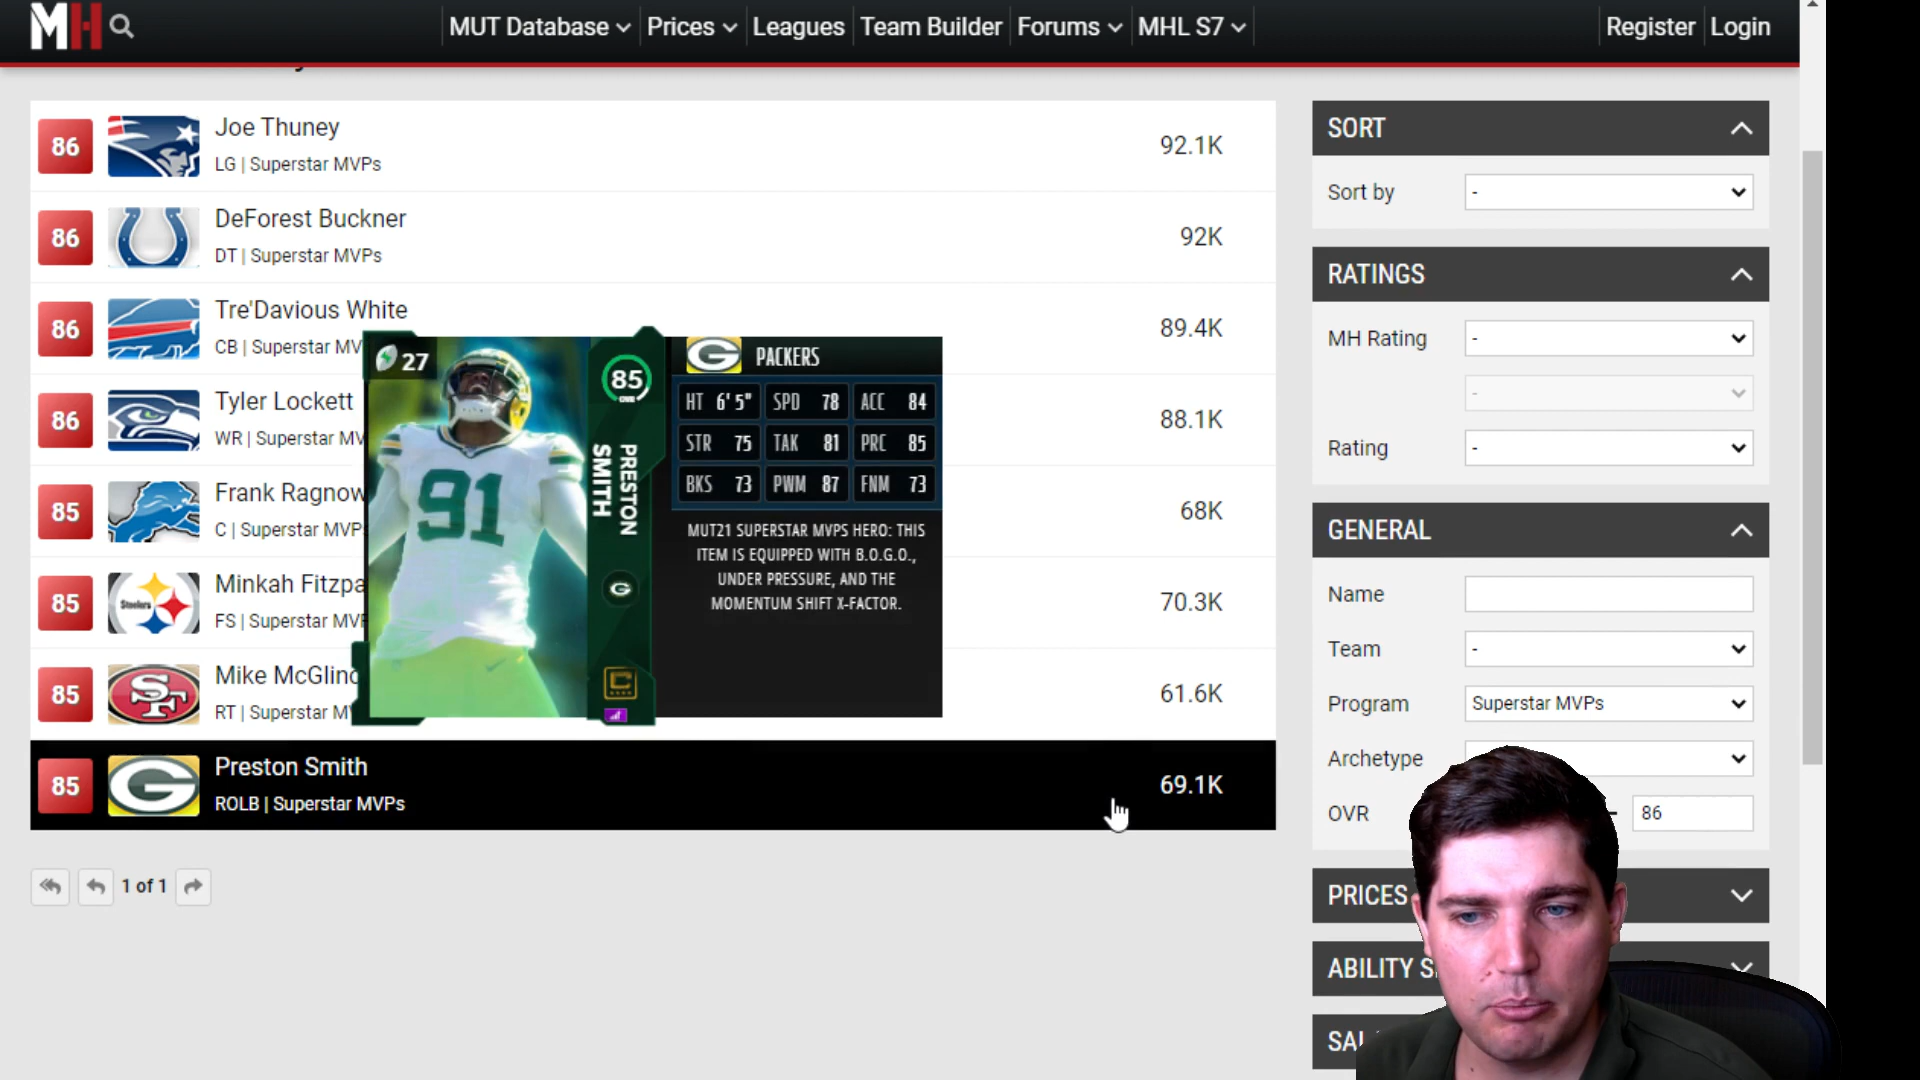 MH
MUT Database
Prices
Leagues
Team Builder
Forums
MHL S7
Register
Login
86
Joe Thuney
LG | Superstar MVPs
92.1K
86
DeForest Buckner
DT | Superstar MVPs
92K
86
Tre'Davious White
CB | Superstar MV
89.4K
86
Tyler Lockett
WR | Superstar MV
88.1K
85
Frank Ragnow
C | Superstar MVP
68K
85
Minkah Fitzpa
FS | Superstar MVP
70.3K
Steelers
85
Mike McGlinc
RT | Superstar M
61.6K
SF
85
Preston Smith
ROLB | Superstar MVPs
69.1K
27
85
OVR
PRESTON
SMITH
91
G
PACKERS
HT 6'5" SPD 78 ACC 84
STR 75 TAK 81 PRC 85
BKS 73 PWM 87 FNM 73
MUT21 SUPERSTAR MVPS HERO: THIS
ITEM IS EQUIPPED WITH B.O.G.O.,
UNDER PRESSURE, AND THE
MOMENTUM SHIFT X-FACTOR.
1 of 1
SORT
Sort by -
RATINGS
MH Rating -
-
Rating -
GENERAL
Name
Team -
Program Superstar MVPs
Archetype
OVR - 86
PRICES
ABILITY S
SAL